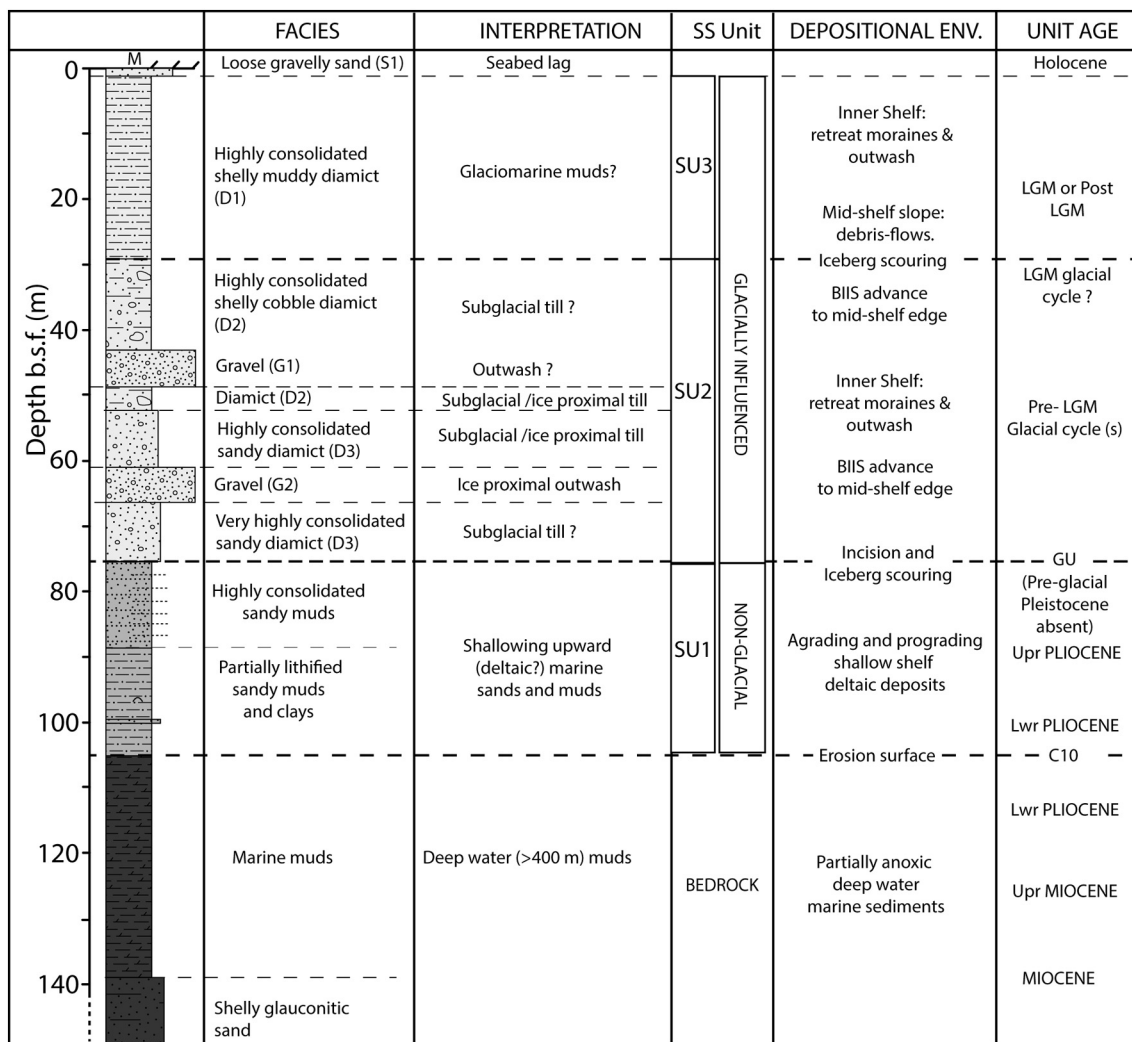 FACIES
INTERPRETATION
SS Unit
DEPOSITIONAL ENV.
UNIT AGE
M
Depth b.s.f. (m)
0
20
40
60
80
100
120
140
Loose gravelly sand (S1)
Highly consolidated
shelly muddy diamict
(D1)
Highly consolidated
shelly cobble diamict
(D2)
Gravel (G1)
Diamict (D2)
Highly consolidated
sandy diamict (D3)
Gravel (G2)
Very highly consolidated
sandy diamict (D3)
Highly consolidated
sandy muds
Partially lithified
sandy muds
and clays
Marine muds
Shelly glauconitic
sand
Seabed lag
Glaciomarine muds?
Subglacial till ?
Outwash ?
Subglacial /ice proximal till
Subglacial /ice proximal till
Ice proximal outwash
Subglacial till ?
Shallowing upward
(deltaic?) marine
sands and muds
Deep water (>400 m) muds
SU3
SU2
SU1
GLACIALLY INFLUENCED
NON-GLACIAL
BEDROCK
Inner Shelf:
retreat moraines &
outwash
Mid-shelf slope:
debris-flows.
Iceberg scouring
BIIS advance
to mid-shelf edge
Inner Shelf:
retreat moraines &
outwash
BIIS advance
to mid-shelf edge
Incision and
Iceberg scouring
Agrading and prograding
shallow shelf
deltaic deposits
Erosion surface
Partially anoxic
deep water
marine sediments
Holocene
LGM or Post
LGM
LGM glacial
cycle ?
Pre- LGM
Glacial cycle (s)
GU
(Pre-glacial
Pleistocene
absent)
Upr PLIOCENE
Lwr PLIOCENE
C10
Lwr PLIOCENE
Upr MIOCENE
MIOCENE